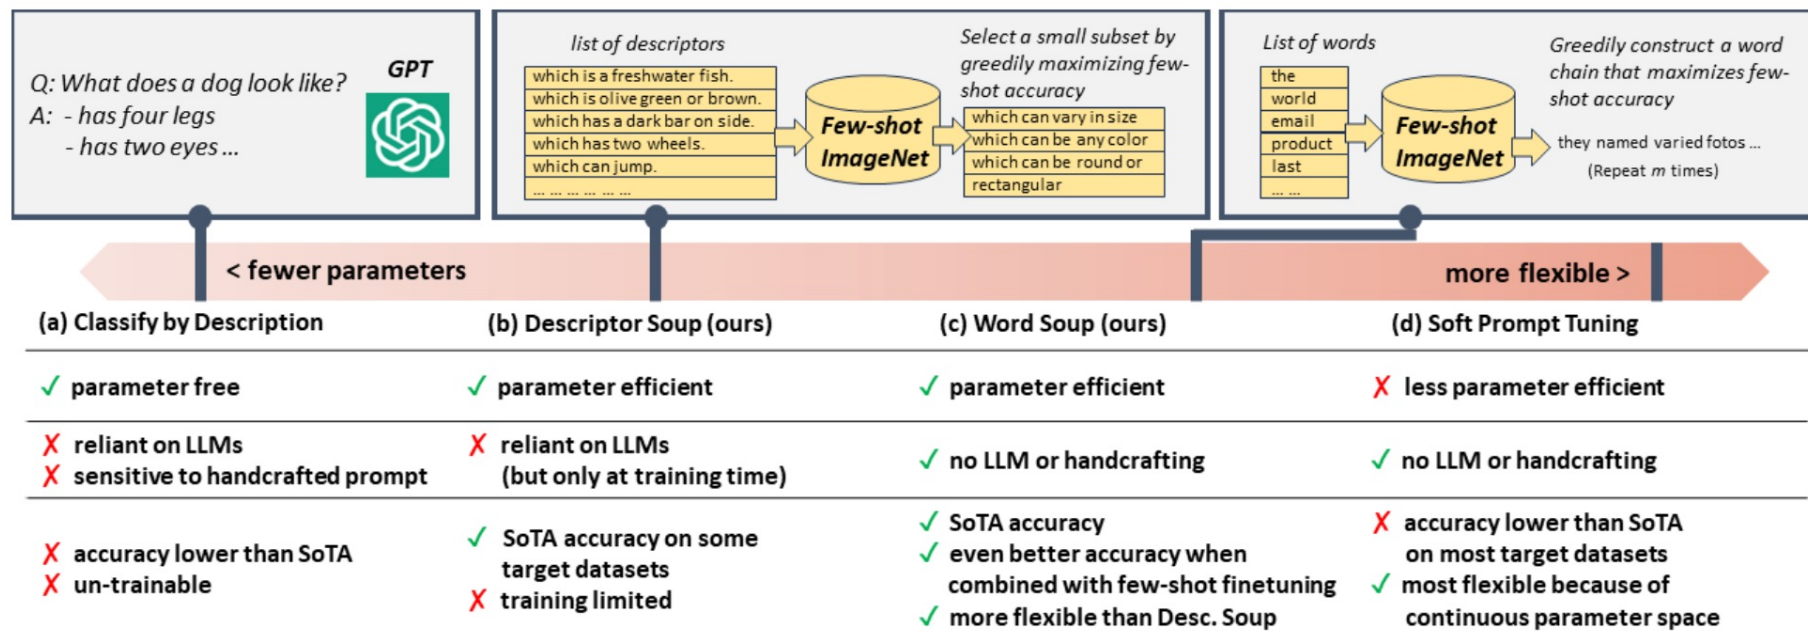 Q: What does a dog look like?
A: - has four legs
- has two eyes ...
GPT
list of descriptors
which is a freshwater fish.
which is olive green or brown.
which has a dark bar on side.
which has two wheels.
which can jump.
... ... ... ... ... ...
Few-shot
ImageNet
Select a small subset by
greedily maximizing few-
shot accuracy
which can vary in size
which can be any color
which can be round or
rectangular
List of words
the
world
email
product
last
... ...
Few-shot
ImageNet
Greedily construct a word
chain that maximizes few-
shot accuracy
they named varied fotos ...
(Repeat m times)
< fewer parameters
more flexible >
(a) Classify by Description
(b) Descriptor Soup (ours)
(c) Word Soup (ours)
(d) Soft Prompt Tuning
✓ parameter free
✓ parameter efficient
✓ parameter efficient
✗ less parameter efficient
✗ reliant on LLMs
✗ sensitive to handcrafted prompt
✗ reliant on LLMs
(but only at training time)
✓ no LLM or handcrafting
✓ no LLM or handcrafting
✗ accuracy lower than SoTA
✗ un-trainable
✓ SoTA accuracy on some
target datasets
✗ training limited
✓ SoTA accuracy
✓ even better accuracy when
combined with few-shot finetuning
✓ more flexible than Desc. Soup
✗ accuracy lower than SoTA
on most target datasets
✓ most flexible because of
continuous parameter space